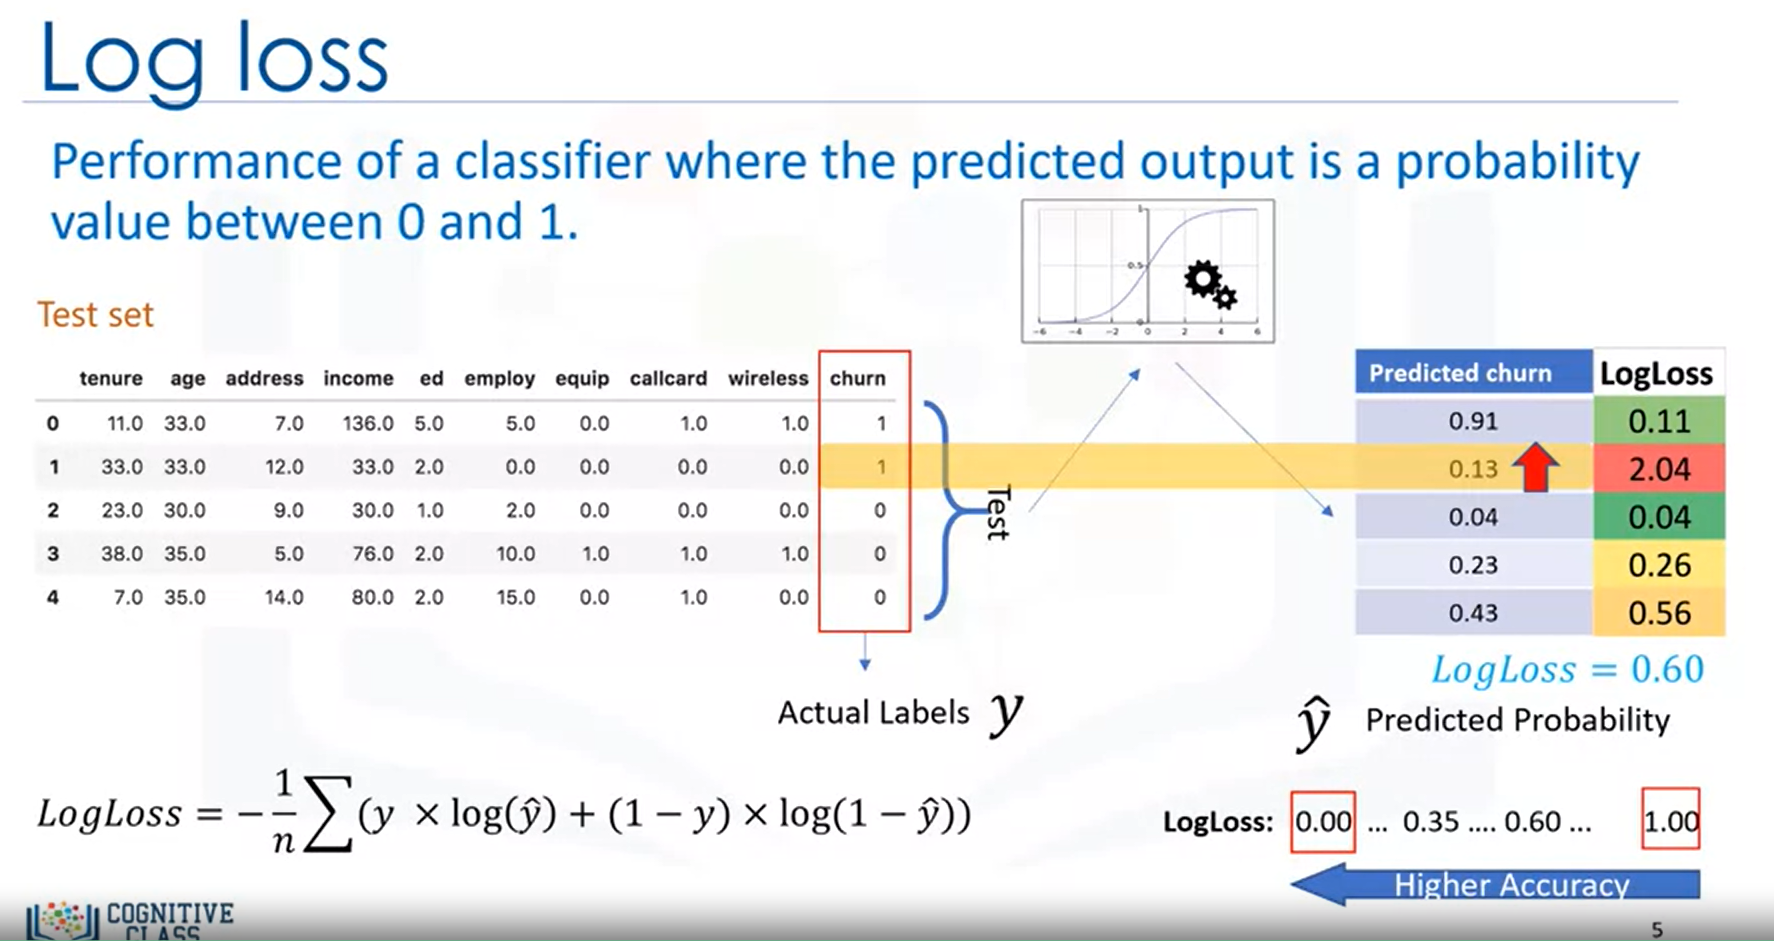 Log loss
Performance of a classifier where the predicted output is a probability
value between 0 and 1.
1
0.5
0
-6 -4 -2 0 2 4 6
Test set
tenure age address income ed employ equip callcard wireless churn
0 11.0 33.0 7.0 136.0 5.0 5.0 0.0 1.0 1.0 1
1 33.0 33.0 12.0 33.0 2.0 0.0 0.0 0.0 0.0 1
2 23.0 30.0 9.0 30.0 1.0 2.0 0.0 0.0 0.0 0
3 38.0 35.0 5.0 76.0 2.0 10.0 1.0 1.0 1.0 0
4 7.0 35.0 14.0 80.0 2.0 15.0 0.0 1.0 0.0 0
Test
Predicted churn LogLoss
0.91 0.11
0.13 2.04
0.04 0.04
0.23 0.26
0.43 0.56
LogLoss = 0.60
Actual Labels y
ŷ Predicted Probability
LogLoss = −1/n ∑(y × log(ŷ) + (1 − y) × log(1 − ŷ))
LogLoss: 0.00 ... 0.35 .... 0.60 ... 1.00
Higher Accuracy
COGNITIVE
CLASS
5